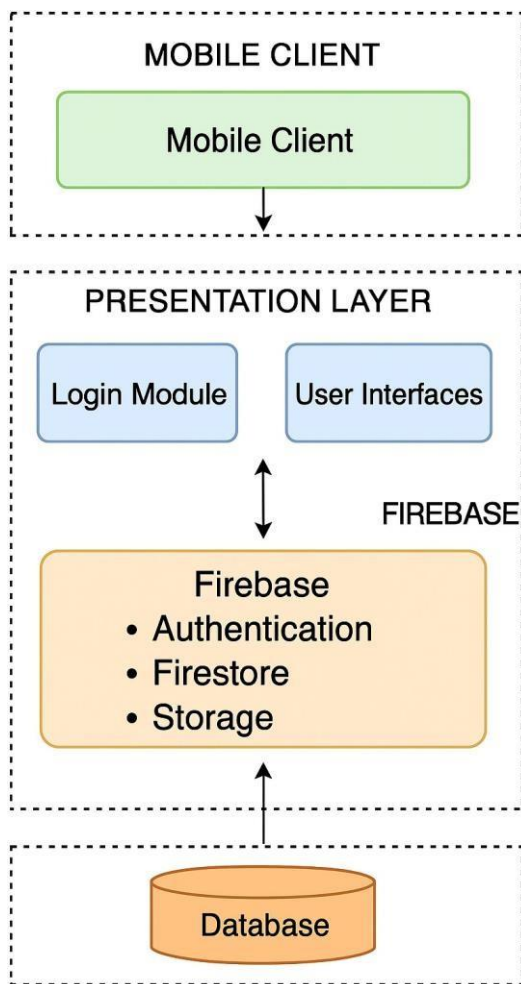 MOBILE CLIENT
Mobile Client
PRESENTATION LAYER
Login Module
User Interfaces
FIREBASE
Firebase
• Authentication
• Firestore
• Storage
Database